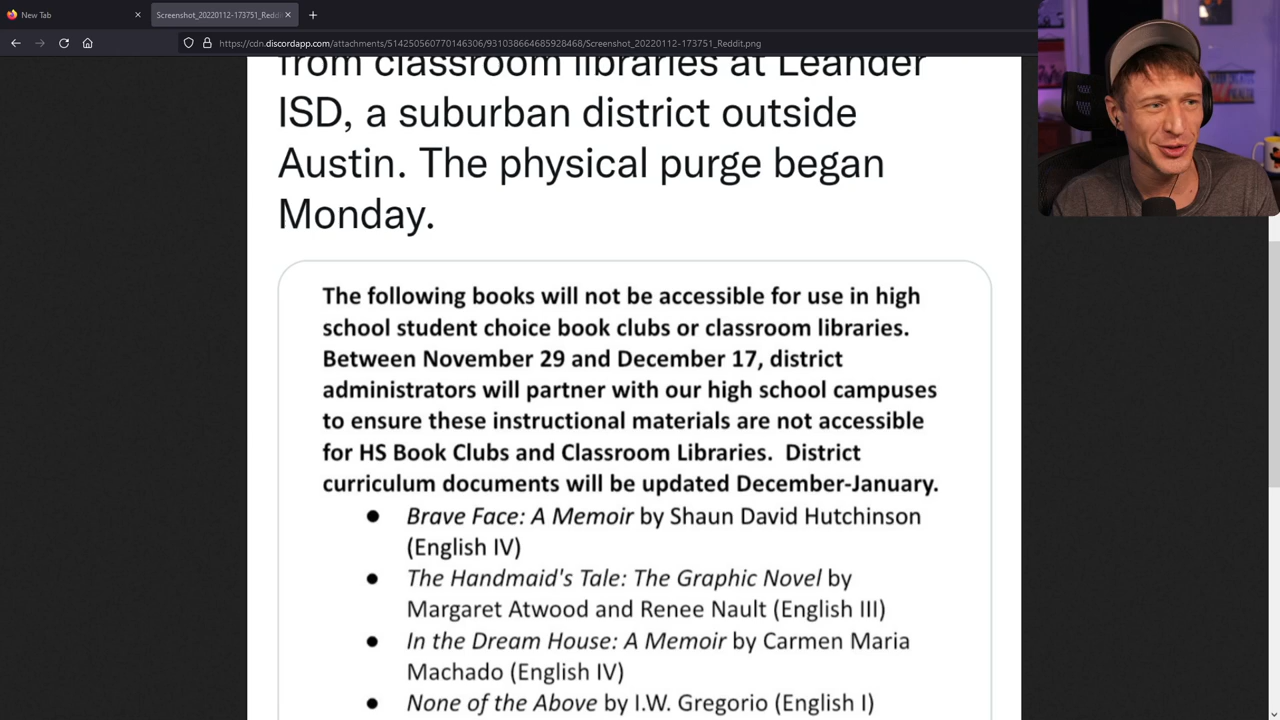 New Tab
Screenshot_20220112-173751_Reddi
https://cdn.discordapp.com/attachments/514250560770146306/931038664685928468/Screenshot_20220112-173751_Reddit.png
from classroom libraries at Leander
ISD, a suburban district outside
Austin. The physical purge began
Monday.
The following books will not be accessible for use in high
school student choice book clubs or classroom libraries.
Between November 29 and December 17, district
administrators will partner with our high school campuses
to ensure these instructional materials are not accessible
for HS Book Clubs and Classroom Libraries. District
curriculum documents will be updated December-January.
● Brave Face: A Memoir by Shaun David Hutchinson
(English IV)
● The Handmaid's Tale: The Graphic Novel by
Margaret Atwood and Renee Nault (English III)
● In the Dream House: A Memoir by Carmen Maria
Machado (English IV)
● None of the Above by I.W. Gregorio (English I)